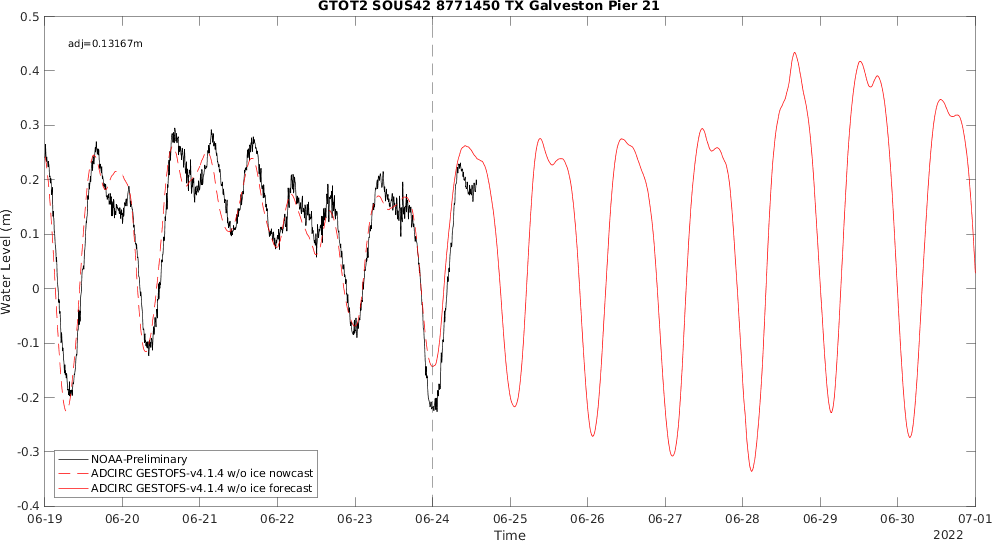 GTOT2 SOUS42 8771450 TX Galveston Pier 21
adj=0.13167m
0.5
0.4
0.3
0.2
0.1
0
-0.1
-0.2
-0.3
-0.4
Water Level (m)
NOAA-Preliminary
ADCIRC GESTOFS-v4.1.4 w/o ice nowcast
ADCIRC GESTOFS-v4.1.4 w/o ice forecast
06-19 06-20 06-21 06-22 06-23 06-24 06-25 06-26 06-27 06-28 06-29 06-30 07-01
Time
2022